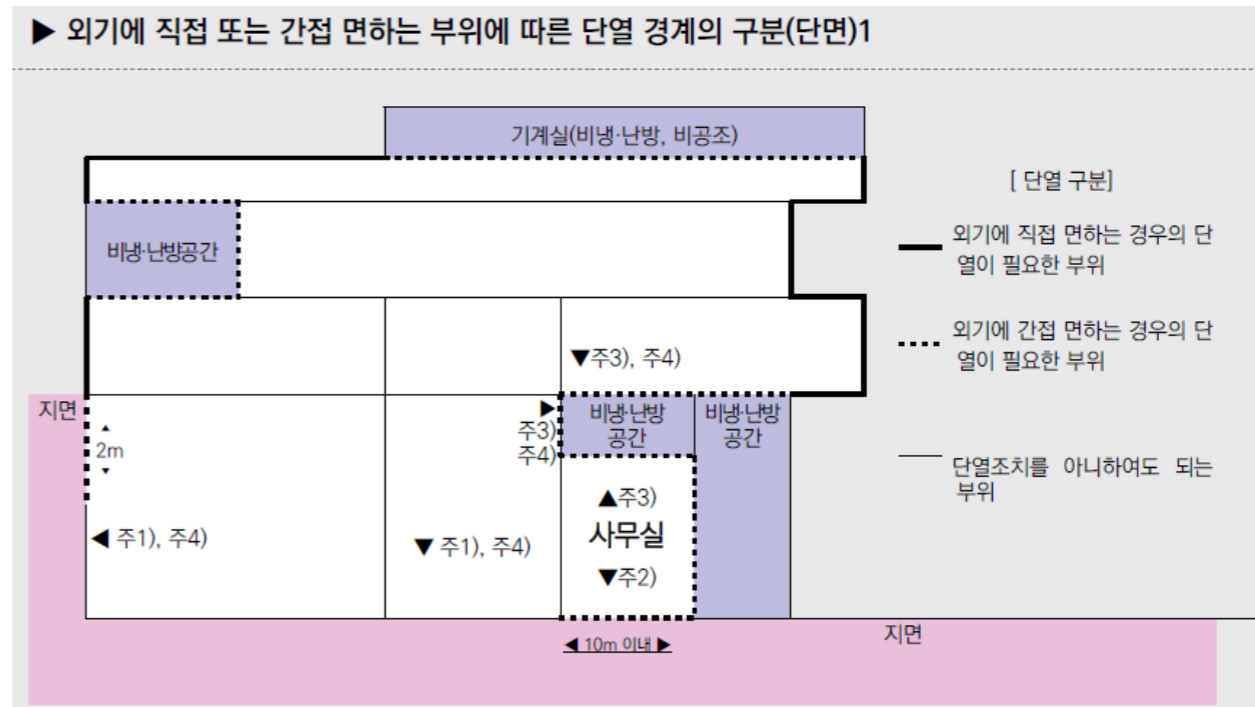 ▶ 외기에 직접 또는 간접 면하는 부위에 따른 단열 경계의 구분(단면)1
기계실(비냉·난방, 비공조)
[ 단열 구분]
비냉·난방공간
외기에 직접 면하는 경우의 단
열이 필요한 부위
외기에 간접 면하는 경우의 단
열이 필요한 부위
▼주3), 주4)
지면
2m
▶
주3)
주4)
비냉·난방
공간
비냉·난방
공간
단열조치를 아니하여도 되는
부위
▲주3)
사무실
▼주2)
◀ 주1), 주4)
▼ 주1), 주4)
◀ 10m 이내 ▶
지면